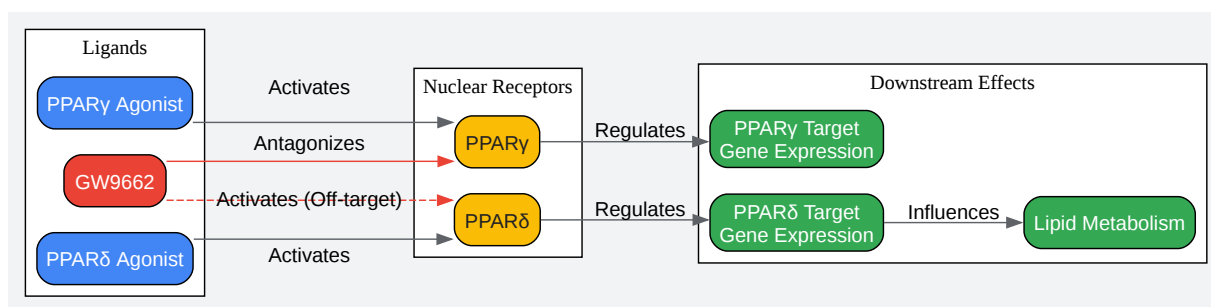 Ligands
PPARγ Agonist
GW9662
PPARδ Agonist
Activates
Antagonizes
Activates (Off-target)
Activates
Nuclear Receptors
PPARγ
PPARδ
Regulates
Regulates
Downstream Effects
PPARγ Target
Gene Expression
PPARδ Target
Gene Expression
Influences
Lipid Metabolism